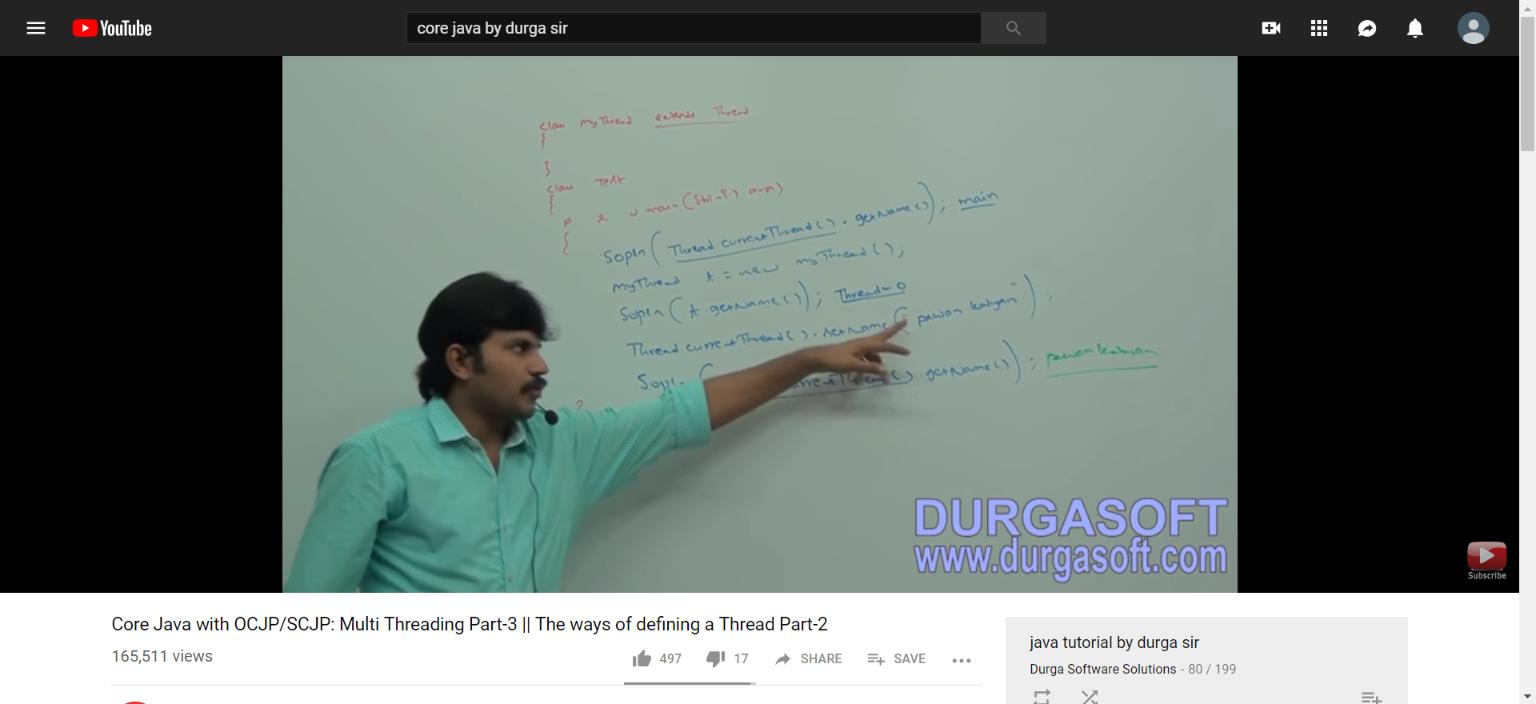 YouTube
core java by durga sir
class myThread extends Thread
{
}
class Test
{
p s v main(String[] args)
{
Sopln(Thread.currentThread().getName()); main
myThread t = new myThread();
Sopln(t.getName()); Thread-0
Thread.currentThread().setName("pawan kalyan");
Sopln( currentThread().getName()); pawan kalyan
DURGASOFT
www.durgasoft.com
Subscribe
Core Java with OCJP/SCJP: Multi Threading Part-3 || The ways of defining a Thread Part-2
165,511 views
497
17
SHARE
SAVE
java tutorial by durga sir
Durga Software Solutions - 80 / 199